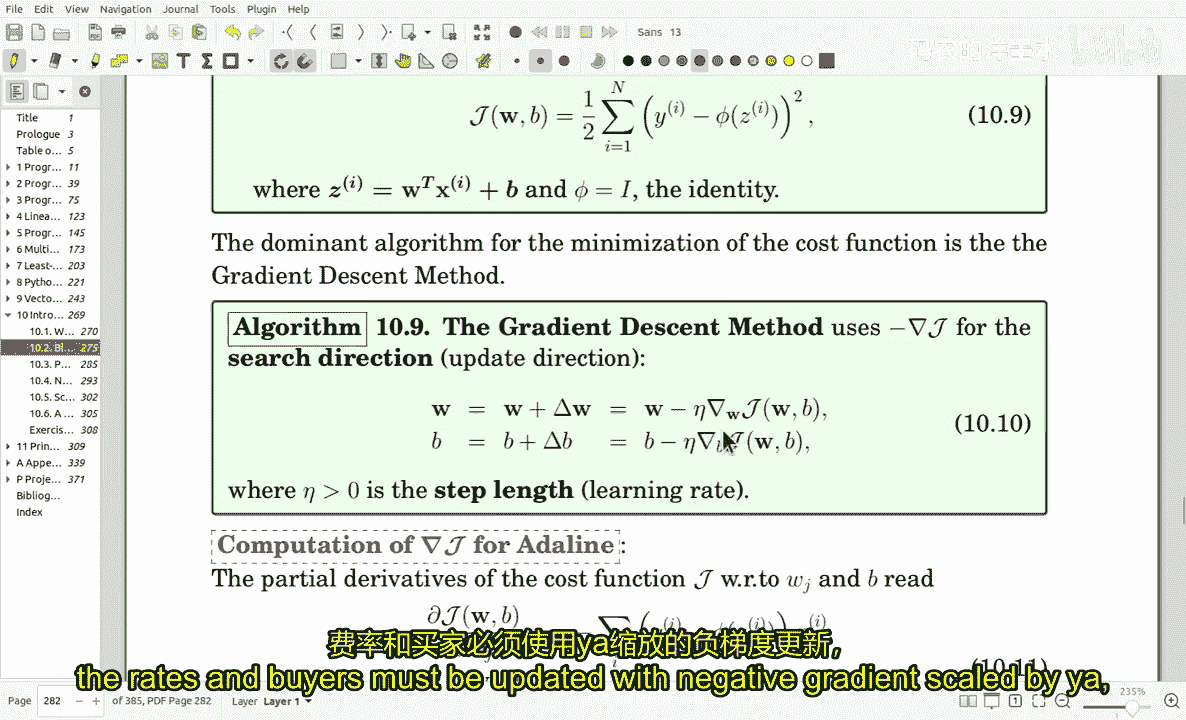 File Edit View Navigation Journal Tools Plugin Help
Sans 13
Title 1
Prologue 3
Table o... 5
1 Progr... 11
2 Progr... 39
3 Progr... 75
4 Linea... 123
5 Progr... 145
6 Multi... 173
7 Least-... 203
8 Pytho... 221
9 Vecto... 243
10 Intro... 269
10.1. W... 270
10.2. Bi... 275
10.3. P... 285
10.4. N... 293
10.5. Sc... 302
10.6. A ... 305
Exercis... 308
11 Prin... 309
A Appe... 339
P Proje... 371
Bibliog...
Index
𝒥(w, b) = 1/2 ∑_{i=1}^{N} (y^{(i)} − ϕ(z^{(i)}))^2, (10.9)
where z^{(i)} = w^T x^{(i)} + b and ϕ = I, the identity.
The dominant algorithm for the minimization of the cost function is the the
Gradient Descent Method.
Algorithm 10.9. The Gradient Descent Method uses −∇𝒥 for the
search direction (update direction):
w = w + Δw = w − η∇_w 𝒥(w, b),
b = b + Δb = b − η∇_b 𝒥(w, b),
(10.10)
where η > 0 is the step length (learning rate).
Computation of ∇𝒥 for Adaline:
The partial derivatives of the cost function 𝒥 w.r.to w_j and b read
∂𝒥(w, b)
费率和买家必须使用ya缩放的负梯度更新,
the rates and buyers must be updated with negative gradient scaled by ya,
Page 282 of 385, PDF Page 282 Layer Layer 1 235%